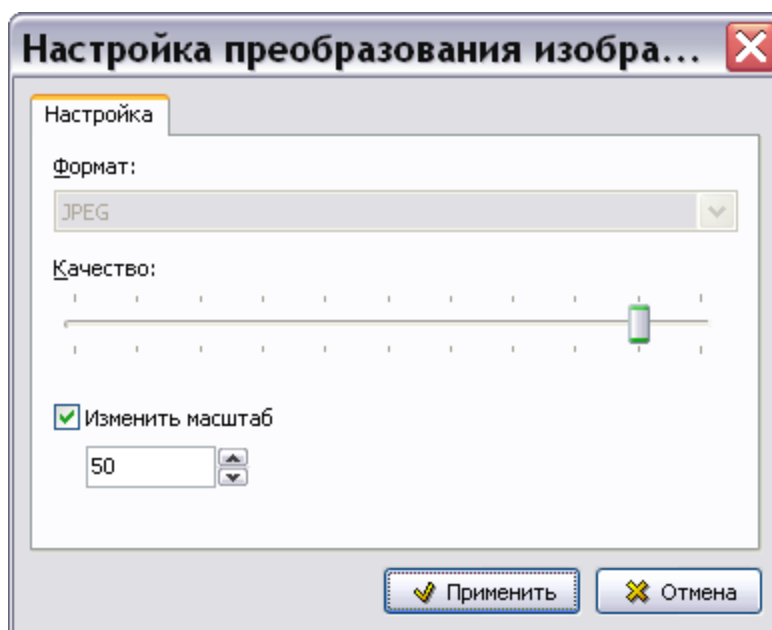 Настройка преобразования изобра...
Настройка
Формат:
JPEG
Качество:
Изменить масштаб
50
Применить
Отмена